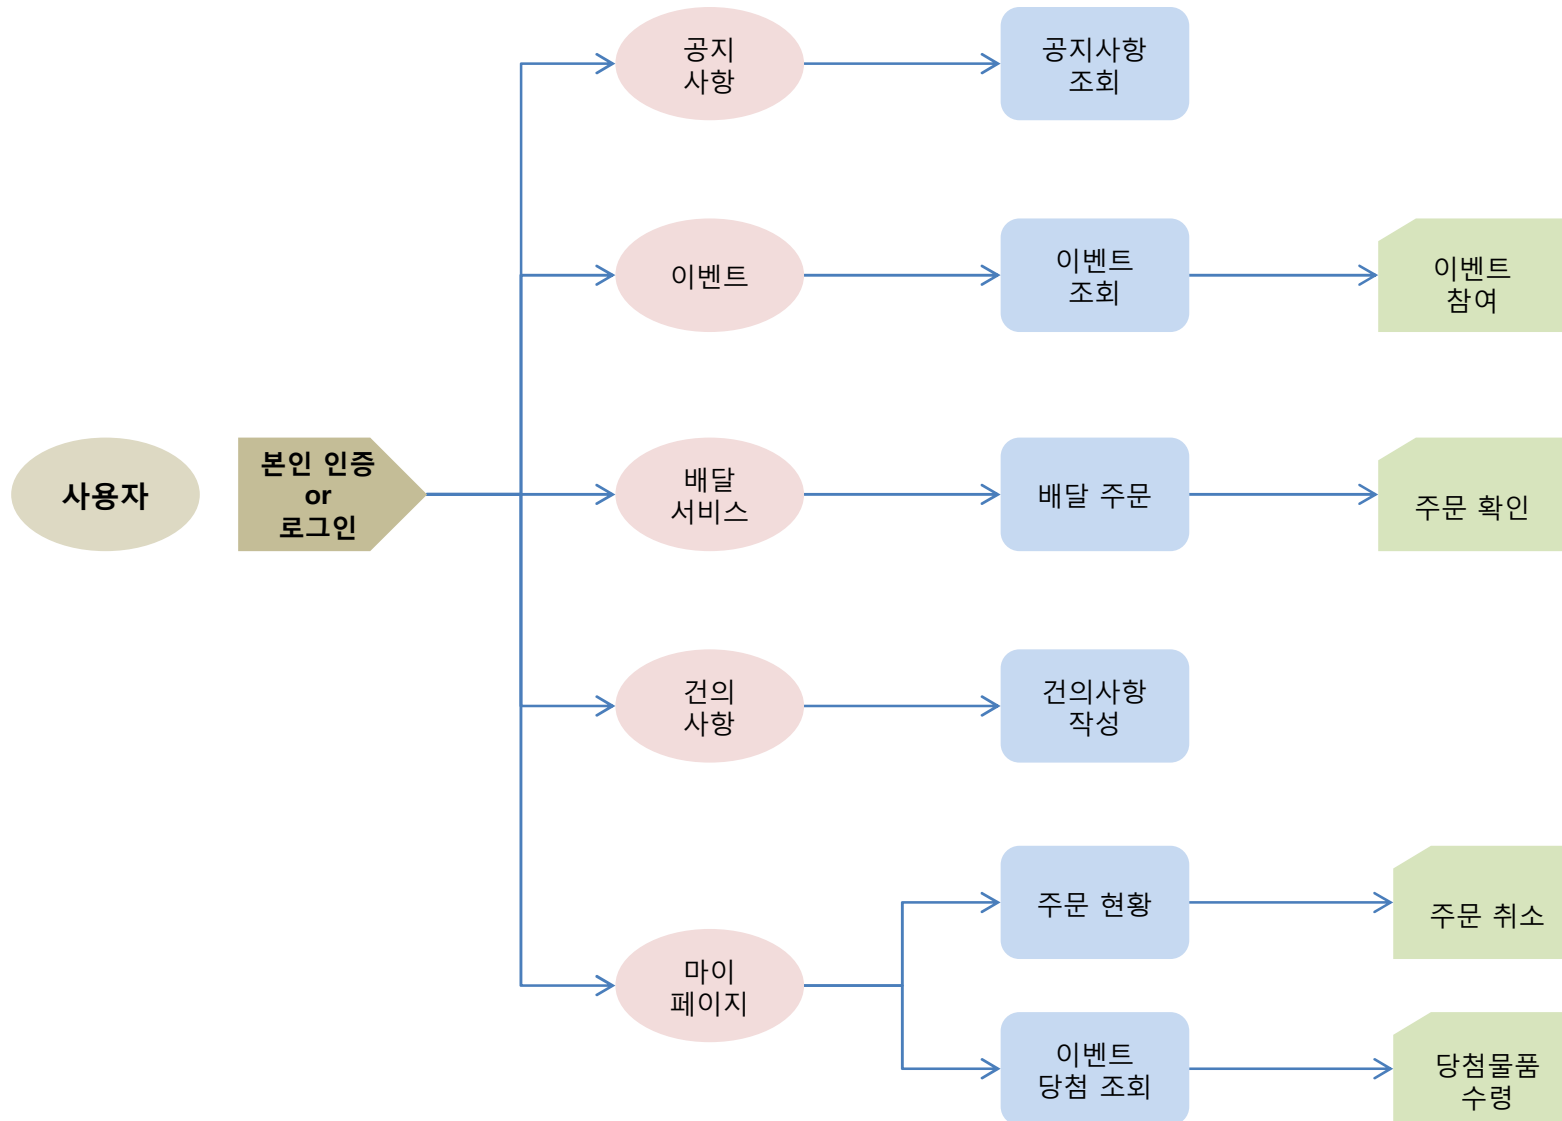 공지
사항
공지사항
조회
이벤트
이벤트
조회
이벤트
참여
사용자
본인 인증
or
로그인
배달
서비스
배달 주문
주문 확인
건의
사항
건의사항
작성
마이
페이지
주문 현황
주문 취소
이벤트
당첨 조회
당첨물품
수령